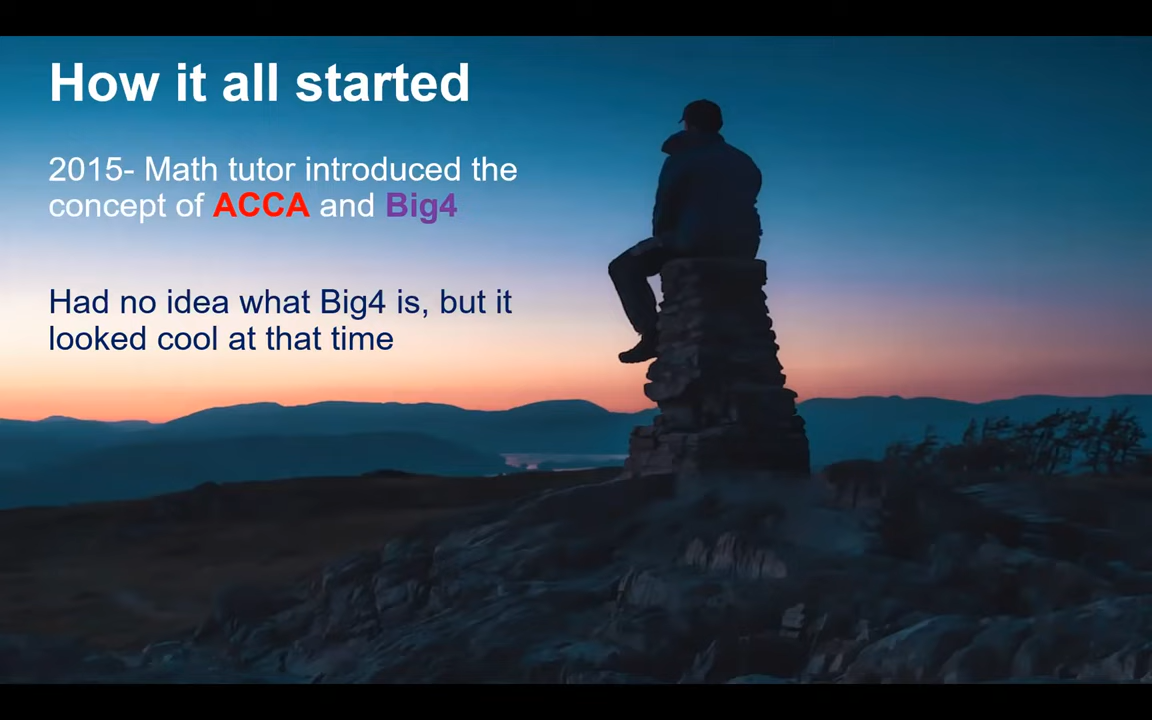 How it all started
2015- Math tutor introduced the
concept of ACCA and Big4
Had no idea what Big4 is, but it
looked cool at that time